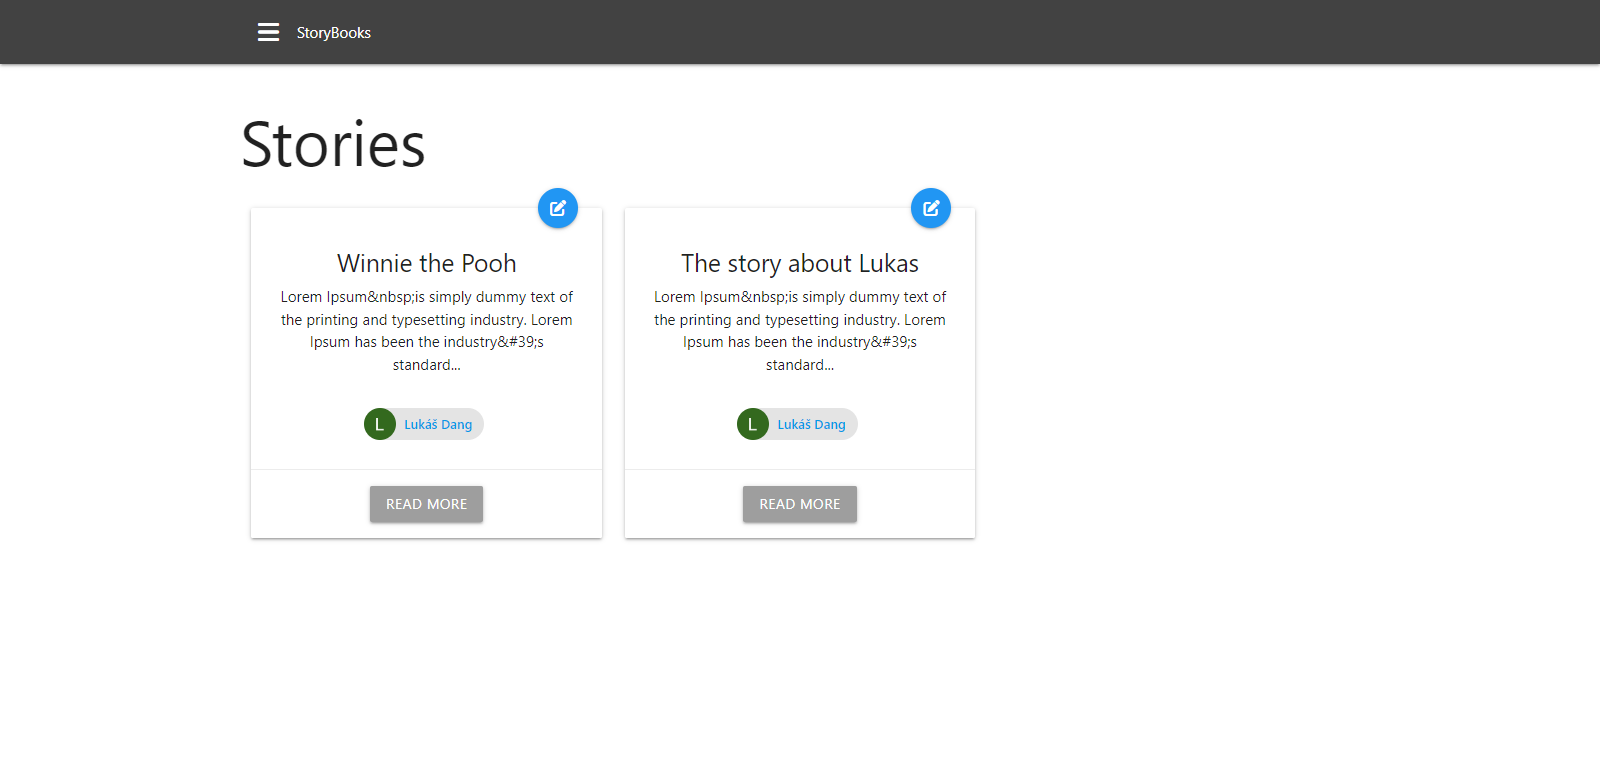 StoryBooks
Stories
Winnie the Pooh
Lorem Ipsum&nbsp;is simply dummy text of
the printing and typesetting industry. Lorem
Ipsum has been the industry&#39;s
standard...
L Lukáš Dang
READ MORE
The story about Lukas
Lorem Ipsum&nbsp;is simply dummy text of
the printing and typesetting industry. Lorem
Ipsum has been the industry&#39;s
standard...
L Lukáš Dang
READ MORE